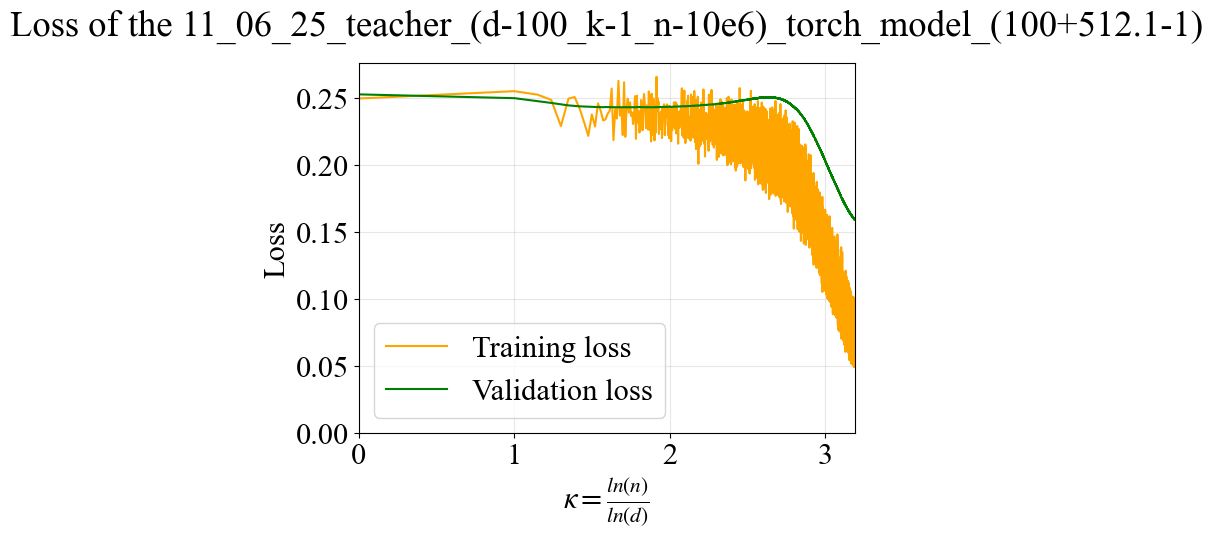 Loss of the 11_06_25_teacher_(d-100_k-1_n-10e6)_torch_model_(100+512.1-1)
0.25
0.20
0.15
0.10
0.05
0.00
Loss
Training loss
Validation loss
0 1 2 3
κ = ln(n)/ln(d)